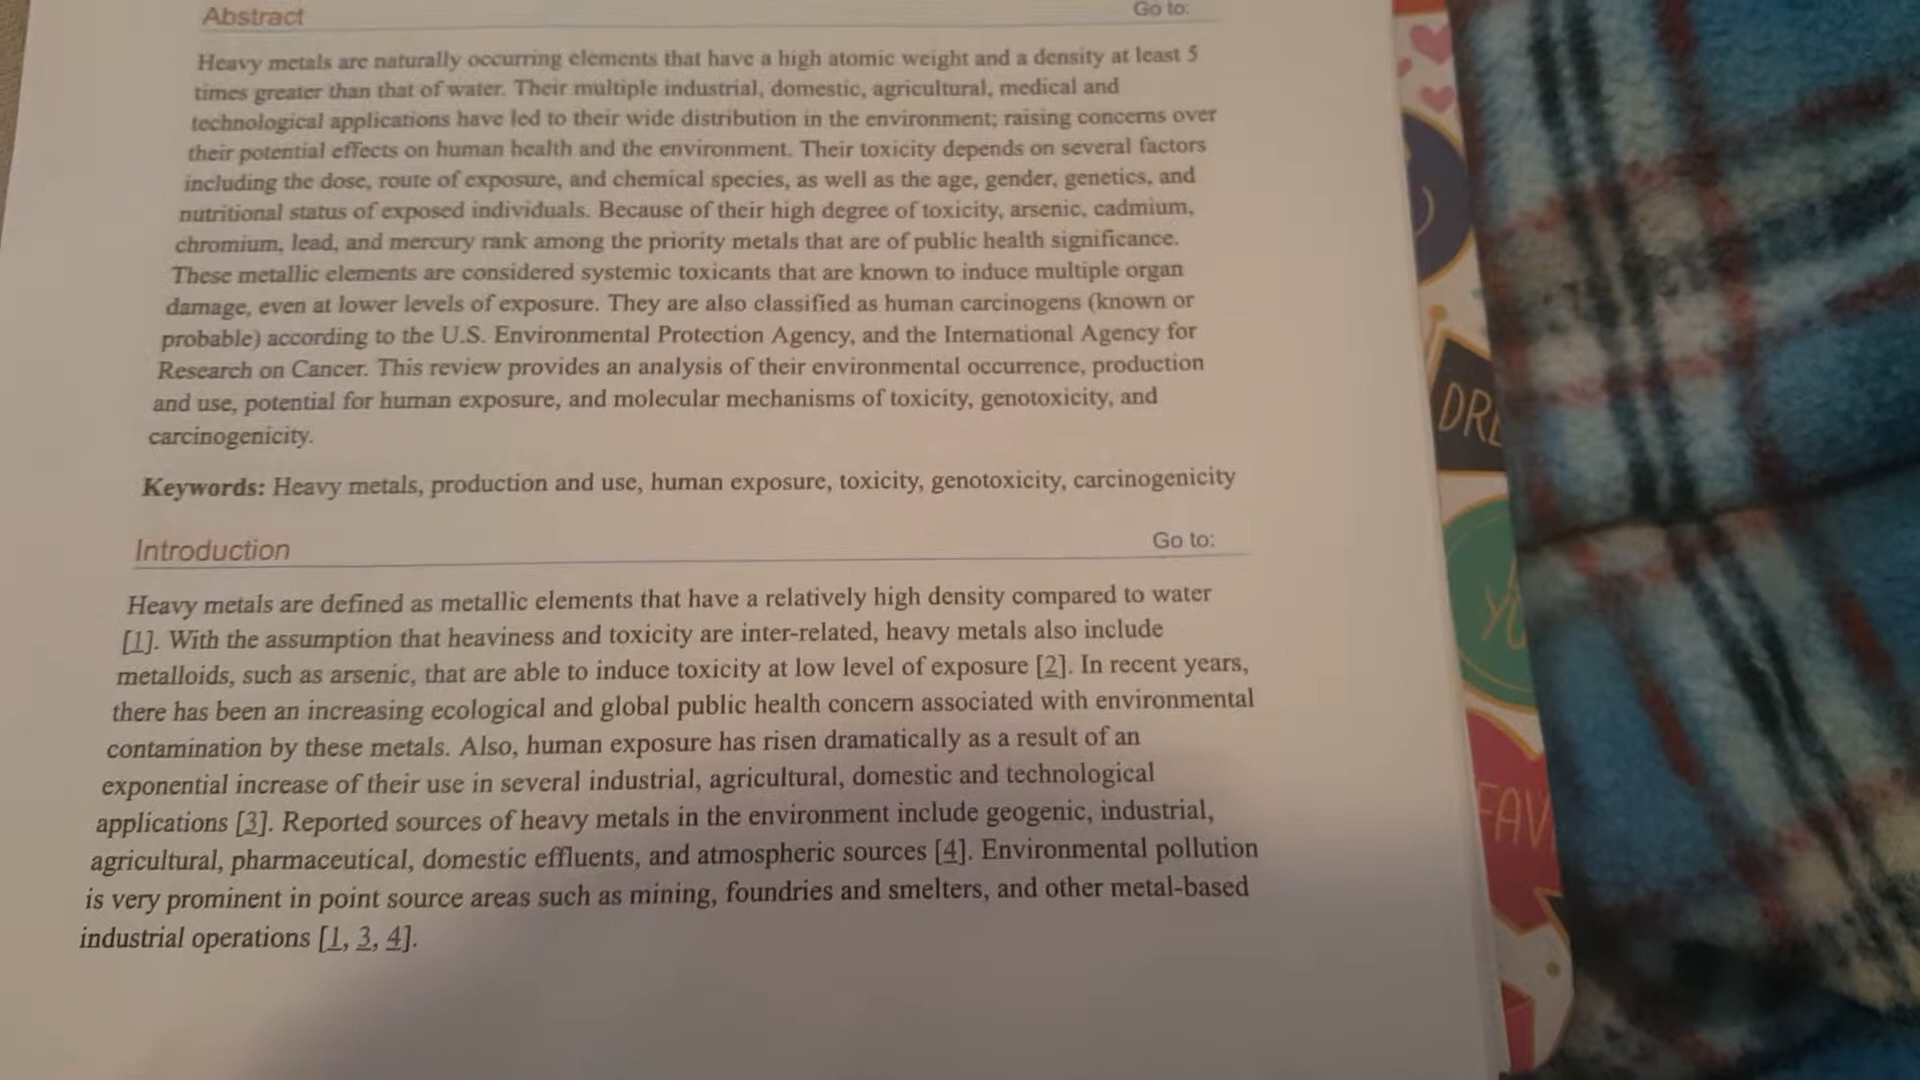 Abstract
Go to:
Heavy metals are naturally occurring elements that have a high atomic weight and a density at least 5
times greater than that of water. Their multiple industrial, domestic, agricultural, medical and
technological applications have led to their wide distribution in the environment; raising concerns over
their potential effects on human health and the environment. Their toxicity depends on several factors
including the dose, route of exposure, and chemical species, as well as the age, gender, genetics, and
nutritional status of exposed individuals. Because of their high degree of toxicity, arsenic, cadmium,
chromium, lead, and mercury rank among the priority metals that are of public health significance.
These metallic elements are considered systemic toxicants that are known to induce multiple organ
damage, even at lower levels of exposure. They are also classified as human carcinogens (known or
probable) according to the U.S. Environmental Protection Agency, and the International Agency for
Research on Cancer. This review provides an analysis of their environmental occurrence, production
and use, potential for human exposure, and molecular mechanisms of toxicity, genotoxicity, and
carcinogenicity.
Keywords: Heavy metals, production and use, human exposure, toxicity, genotoxicity, carcinogenicity
Introduction
Go to:
Heavy metals are defined as metallic elements that have a relatively high density compared to water
[1]. With the assumption that heaviness and toxicity are inter-related, heavy metals also include
metalloids, such as arsenic, that are able to induce toxicity at low level of exposure [2]. In recent years,
there has been an increasing ecological and global public health concern associated with environmental
contamination by these metals. Also, human exposure has risen dramatically as a result of an
exponential increase of their use in several industrial, agricultural, domestic and technological
applications [3]. Reported sources of heavy metals in the environment include geogenic, industrial,
agricultural, pharmaceutical, domestic effluents, and atmospheric sources [4]. Environmental pollution
is very prominent in point source areas such as mining, foundries and smelters, and other metal-based
industrial operations [1, 3, 4].
DRE
FAV